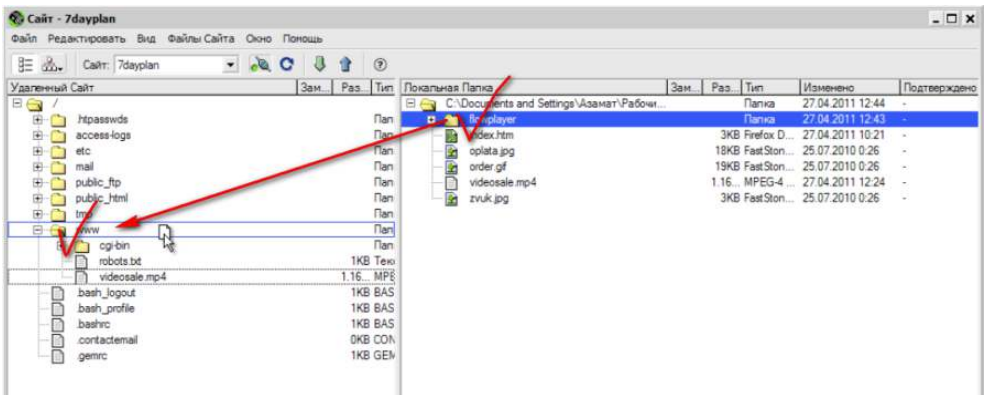 Сайт - 7dayplan
Файл Редактировать Вид Файлы Сайта Окно Помощь
Сайт: 7dayplan
Удаленный Сайт Зам... Раз... Тип
/
.htpasswds Пап
access-logs Пап
etc Пап
mail Пап
public_ftp Пап
public_html Пап
tmp Пап
www Пап
cgi-bin Пап
robots.txt 1KB Тек
videosale.mp4 1.16... MPE
.bash_logout 1KB BAS
.bash_profile 1KB BAS
.bashrc 1KB BAS
.contactemail 0KB CON
.gemrc 1KB GEM
Локальная Папка Зам... Раз... Тип Изменено Подтверждено
C:\Documents and Settings\Азамат\Рабочи... Папка 27.04.2011 12:44 -
flowplayer Папка 27.04.2011 12:43 -
index.htm 3KB Firefox D... 27.04.2011 10:21 -
oplata.jpg 18KB FastSton... 25.07.2010 0:26 -
order.gif 19KB FastSton... 25.07.2010 0:26 -
videosale.mp4 1.16... MPEG-4 ... 27.04.2011 12:24 -
zvuk.jpg 3KB FastSton... 25.07.2010 0:26 -